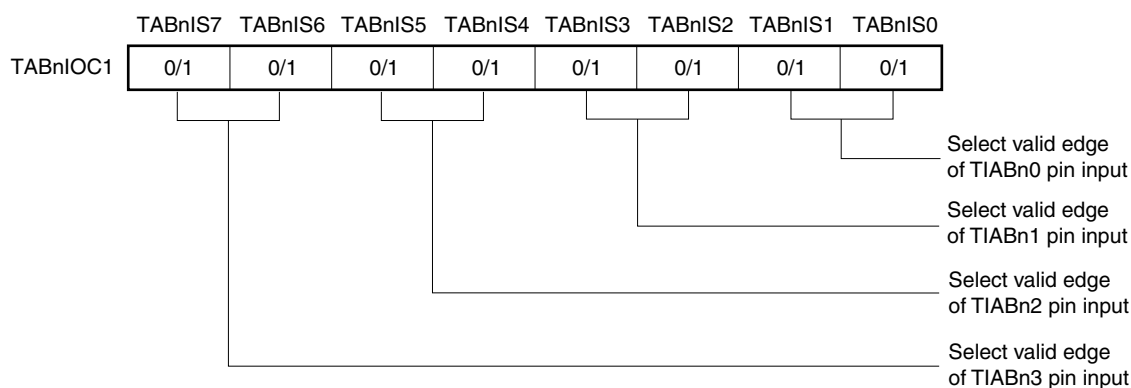 TABnIS7 TABnIS6 TABnIS5 TABnIS4 TABnIS3 TABnIS2 TABnIS1 TABnIS0
TABnIOC1 0/1 0/1 0/1 0/1 0/1 0/1 0/1 0/1
Select valid edge
of TIABn0 pin input
Select valid edge
of TIABn1 pin input
Select valid edge
of TIABn2 pin input
Select valid edge
of TIABn3 pin input